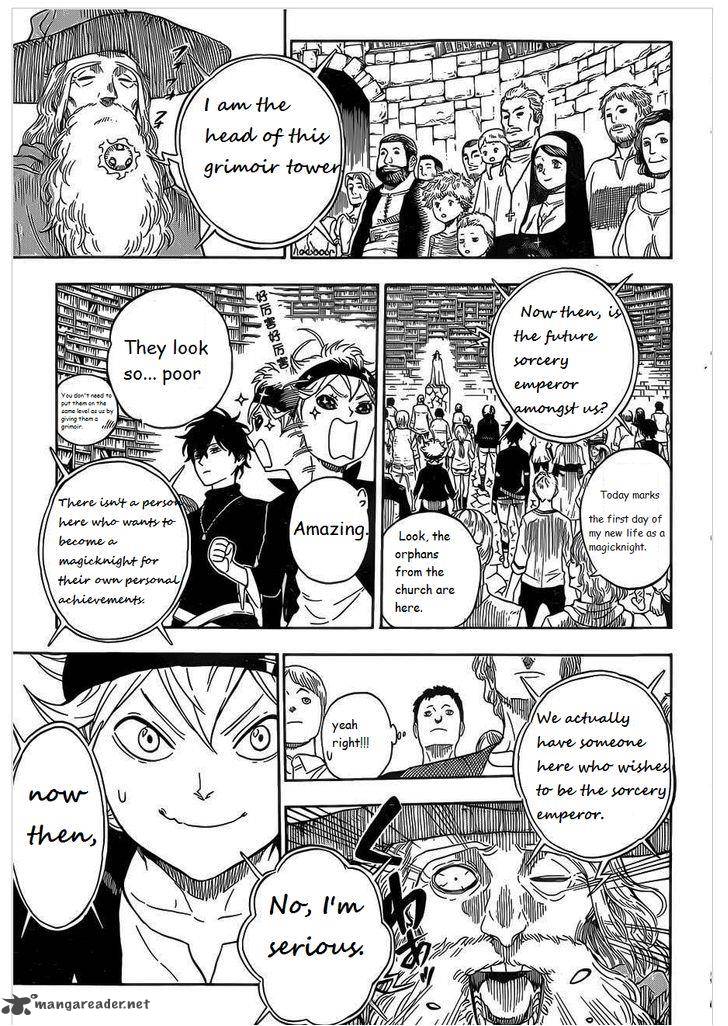 I am the
head of this
grimoir tower
Now then, is
the future
sorcery
emperor
amongst us?
Today marks
the first day of
my new life as a
magicknight.
Look, the
orphans
from the
church are
here.
好厉害好厉害
They look
so... poor
You don't need to
put them on the
same level as us by
giving them a
grimoir.
Amazing.
There isn't a person
here who wants to
become a
magicknight for
their own personal
achievements.
We actually
have someone
here who wishes
to be the sorcery
emperor.
yeah
right!!!
now
then,
No, I'm
serious.
くわぁっ
mangareader.net